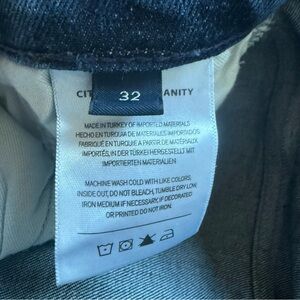 CIT ANITY
32
MADE IN TURKEY OF IMPORTED MATERIALS
HECHO EN TURQUIA DE MATERIALES IMPORTADOS
FABRIQUÉ EN TURQUIE A PARTIR DE MATÉRIAUX
IMPORTÉS, IN DER TÜRKEI HERGESTELLT MIT
IMPORTIERTEN MATERIALIEN
MACHINE WASH COLD WITH LIKE COLORS,
INSIDE OUT, DO NOT BLEACH, TUMBLE DRY LOW,
IRON MEDIUM IF NECESSARY. IF DECORATED
OR PRINTED DO NOT IRON.